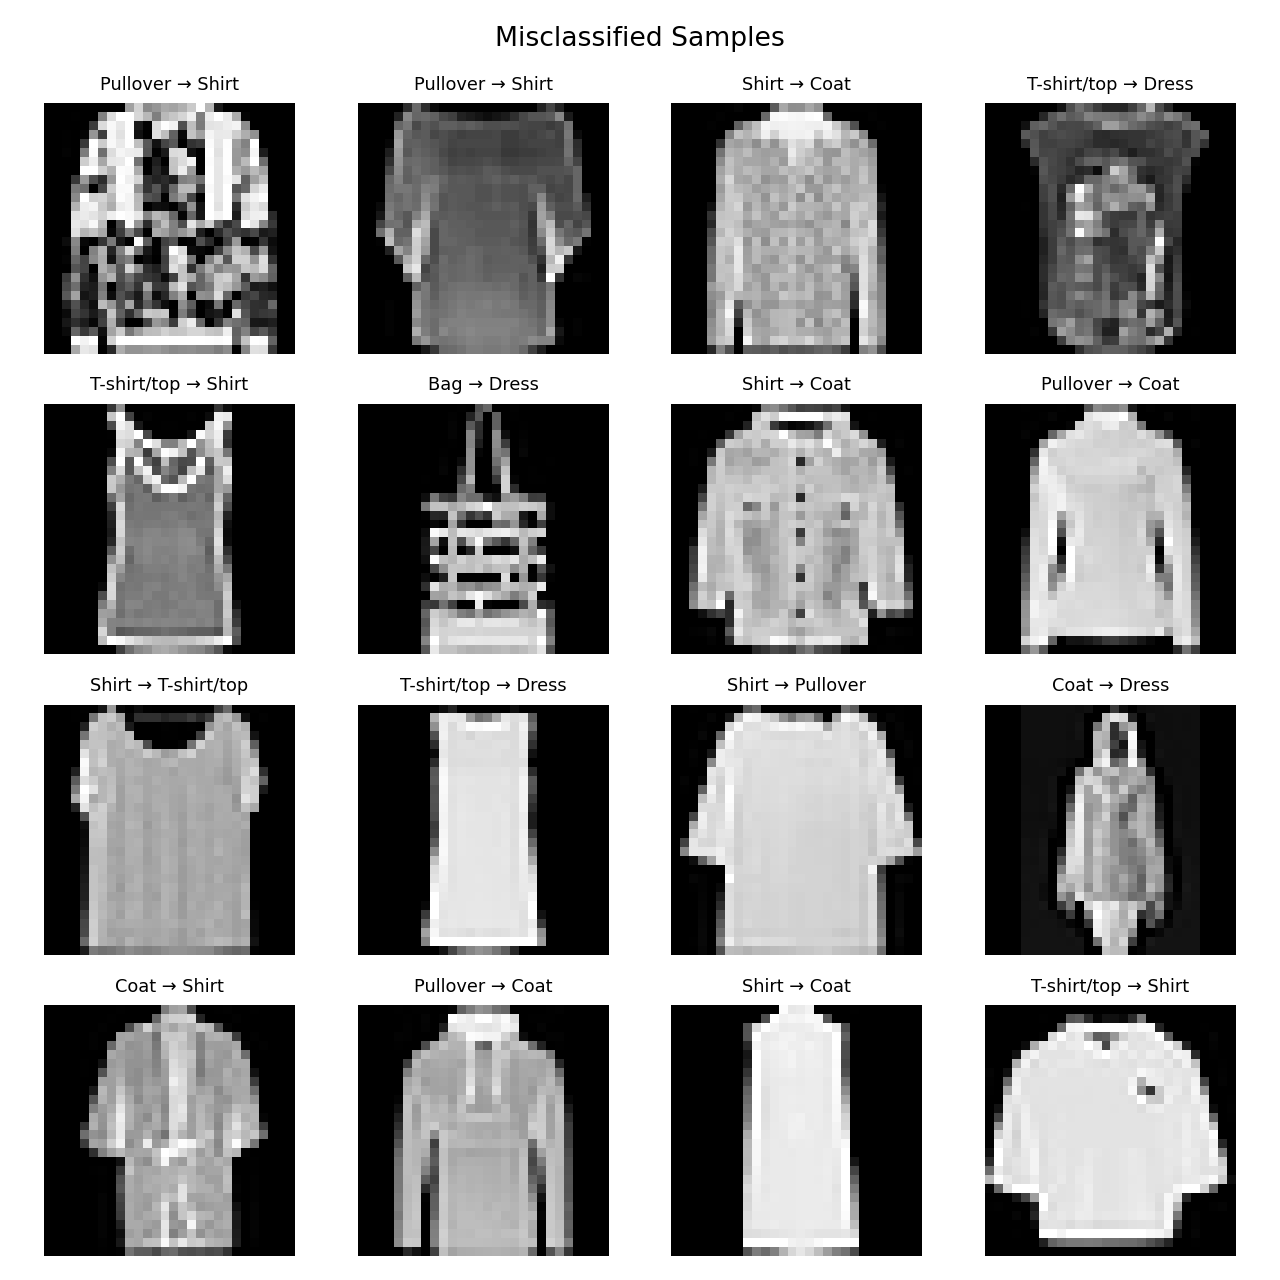 Misclassified Samples
Pullover → Shirt
Pullover → Shirt
Shirt → Coat
T-shirt/top → Dress
T-shirt/top → Shirt
Bag → Dress
Shirt → Coat
Pullover → Coat
Shirt → T-shirt/top
T-shirt/top → Dress
Shirt → Pullover
Coat → Dress
Coat → Shirt
Pullover → Coat
Shirt → Coat
T-shirt/top → Shirt